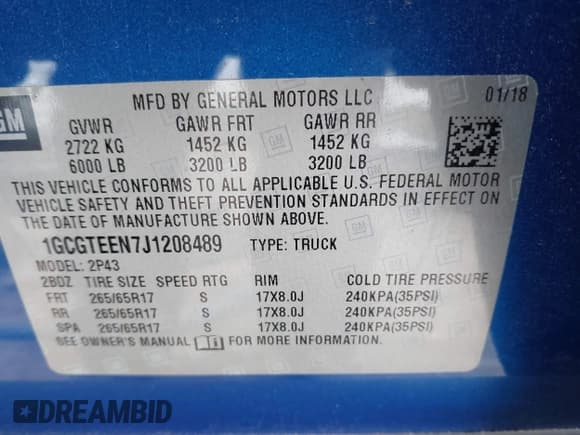 GM
MFD BY GENERAL MOTORS LLC 01/18
GVWR GAWR FRT GAWR RR
2722 KG 1452 KG 1452 KG
6000 LB 3200 LB 3200 LB
THIS VEHICLE CONFORMS TO ALL APPLICABLE U.S. FEDERAL MOTOR
VEHICLE SAFETY AND THEFT PREVENTION STANDARDS IN EFFECT ON
THE DATE OF MANUFACTURE SHOWN ABOVE.
1GCGTEEN7J1208489 TYPE: TRUCK
MODEL: 2P43
2BDZ TIRE SIZE SPEED RTG RIM COLD TIRE PRESSURE
FRT 265/65R17 S 17X8.0J 240KPA(35PSI)
RR 265/65R17 S 17X8.0J 240KPA(35PSI)
SPA 265/65R17 S 17X8.0J 240KPA(35PSI)
SEE OWNER'S MANUAL FOR MORE INFORMATION.
DREAMBID